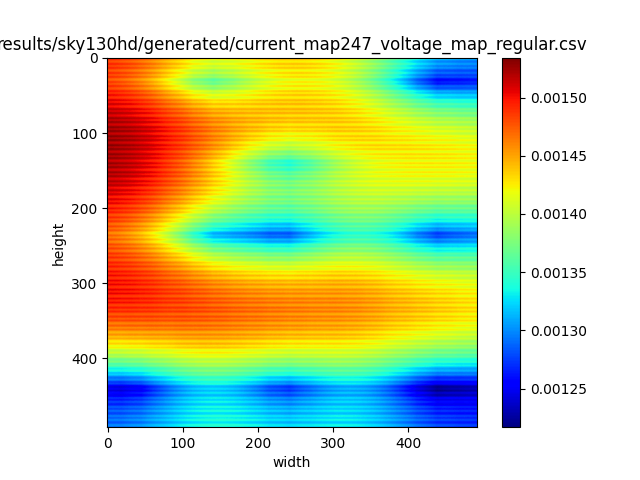 results/sky130hd/generated/current_map247_voltage_map_regular.csv
0
100
200
300
400
height
0 100 200 300 400
width
0.00150
0.00145
0.00140
0.00135
0.00130
0.00125